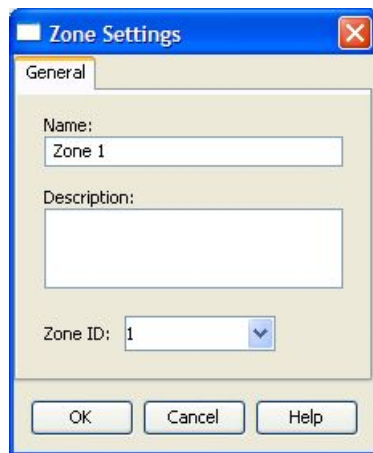 Zone Settings
General
Name:
Zone 1
Description:
Zone ID: 1
OK Cancel Help